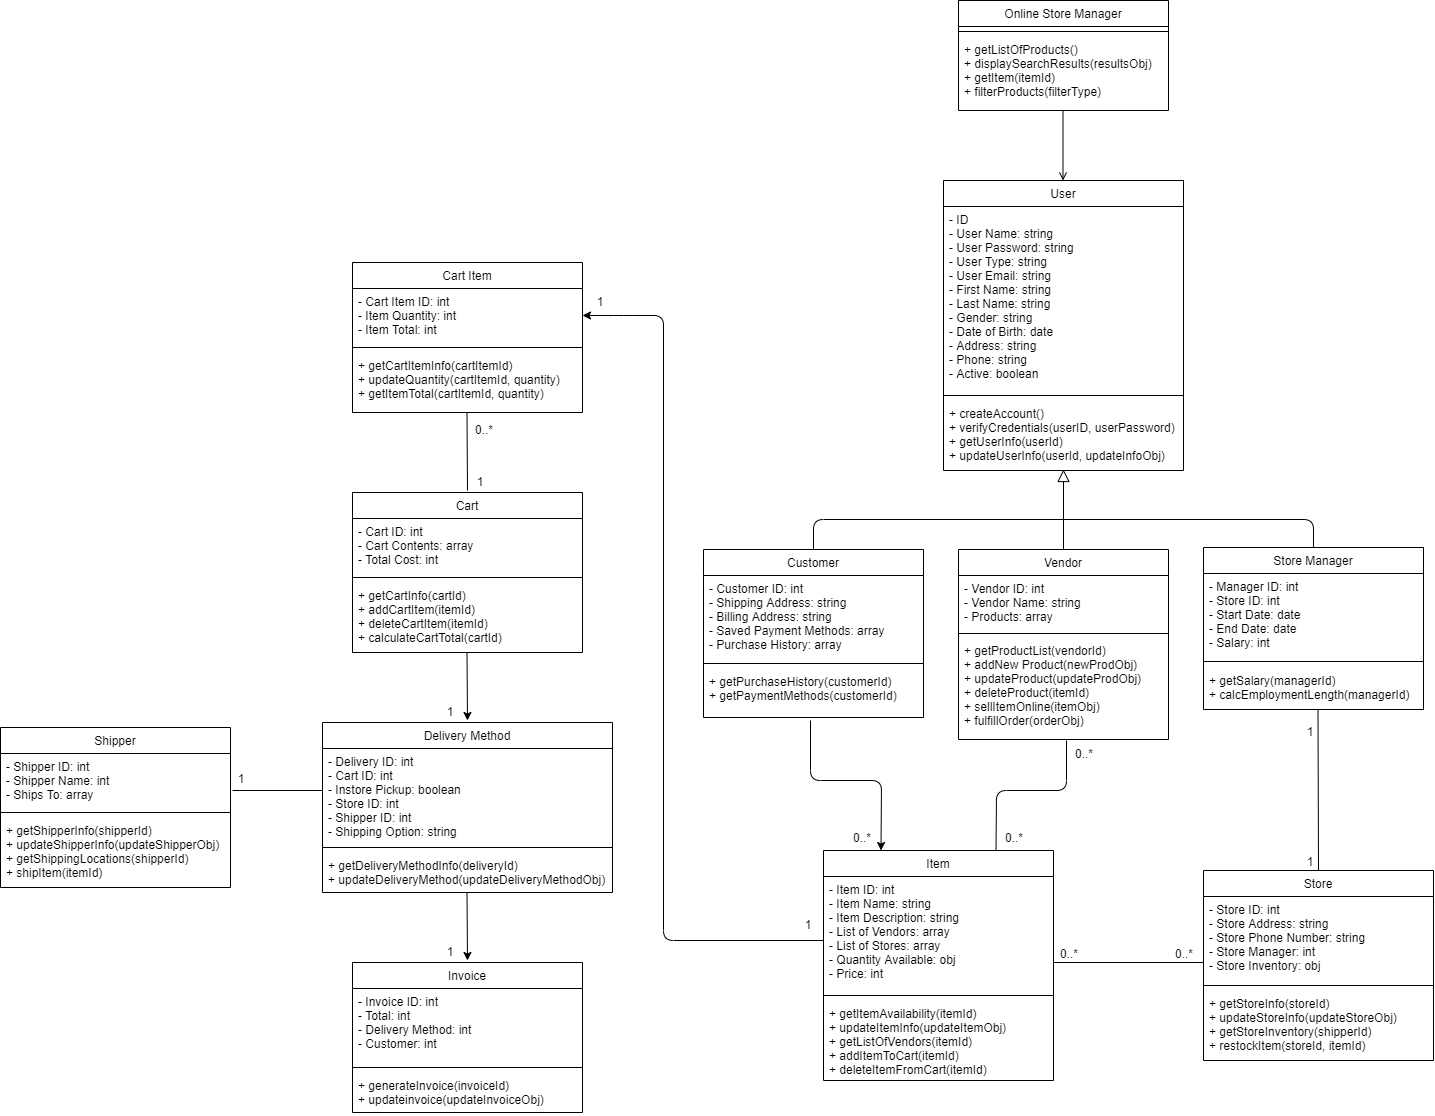 Online Store Manager
+ getListOfProducts()
+ displaySearchResults(resultsObj)
+ getItem(itemId)
+ filterProducts(filterType)
User
- ID
- User Name: string
- User Password: string
- User Type: string
- User Email: string
- First Name: string
- Last Name: string
- Gender: string
- Date of Birth: date
- Address: string
- Phone: string
- Active: boolean
+ createAccount()
+ verifyCredentials(userID, userPassword)
+ getUserInfo(userId)
+ updateUserInfo(userId, updateInfoObj)
Cart Item
- Cart Item ID: int
- Item Quantity: int
- Item Total: int
+ getCartItemInfo(cartItemId)
+ updateQuantity(cartItemId, quantity)
+ getItemTotal(cartItemId, quantity)
1
0..*
1
Cart
- Cart ID: int
- Cart Contents: array
- Total Cost: int
+ getCartInfo(cartId)
+ addCartItem(itemId)
+ deleteCartItem(itemId)
+ calculateCartTotal(cartId)
1
Customer
- Customer ID: int
- Shipping Address: string
- Billing Address: string
- Saved Payment Methods: array
- Purchase History: array
+ getPurchaseHistory(customerId)
+ getPaymentMethods(customerId)
Vendor
- Vendor ID: int
- Vendor Name: string
- Products: array
+ getProductList(vendorId)
+ addNew Product(newProdObj)
+ updateProduct(updateProdObj)
+ deleteProduct(itemId)
+ sellItemOnline(itemObj)
+ fulfillOrder(orderObj)
Store Manager
- Manager ID: int
- Store ID: int
- Start Date: date
- End Date: date
- Salary: int
+ getSalary(managerId)
+ calcEmploymentLength(managerId)
Shipper
- Shipper ID: int
- Shipper Name: int
- Ships To: array
+ getShipperInfo(shipperId)
+ updateShipperInfo(updateShipperObj)
+ getShippingLocations(shipperId)
+ shipItem(itemId)
1
Delivery Method
- Delivery ID: int
- Cart ID: int
- Instore Pickup: boolean
- Store ID: int
- Shipper ID: int
- Shipping Option: string
+ getDeliveryMethodInfo(deliveryId)
+ updateDeliveryMethod(updateDeliveryMethodObj)
1
Invoice
- Invoice ID: int
- Total: int
- Delivery Method: int
- Customer: int
+ generateInvoice(invoiceId)
+ updateinvoice(updateInvoiceObj)
0..*
0..*
0..*
1
Item
- Item ID: int
- Item Name: string
- Item Description: string
- List of Vendors: array
- List of Stores: array
- Quantity Available: obj
- Price: int
+ getItemAvailability(itemId)
+ updateItemInfo(updateItemObj)
+ getListOfVendors(itemId)
+ addItemToCart(itemId)
+ deleteItemFromCart(itemId)
0..*
0..*
1
1
Store
- Store ID: int
- Store Address: string
- Store Phone Number: string
- Store Manager: int
- Store Inventory: obj
+ getStoreInfo(storeId)
+ updateStoreInfo(updateStoreObj)
+ getStoreInventory(shipperId)
+ restockItem(storeId, itemId)